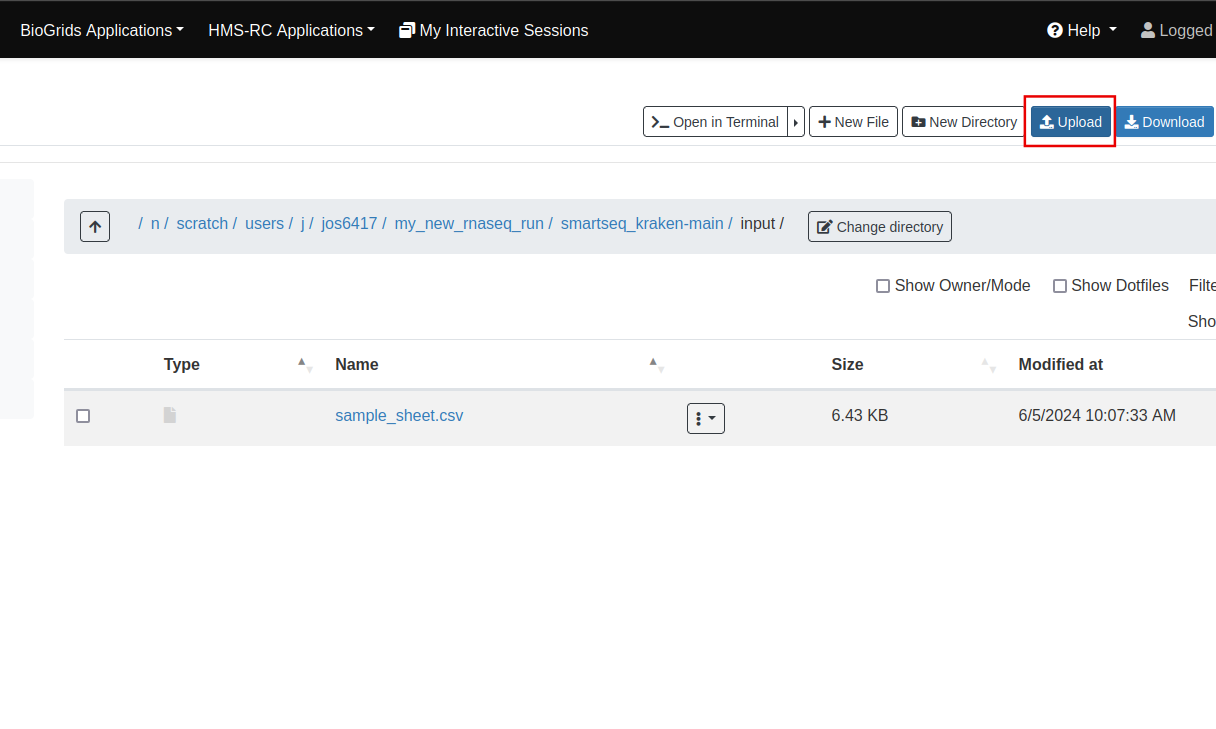 BioGrids Applications HMS-RC Applications My Interactive Sessions Help Logged
Open in Terminal New File New Directory Upload Download
/ n / scratch / users / j / jos6417 / my_new_rnaseq_run / smartseq_kraken-main / input / Change directory
Show Owner/Mode Show Dotfiles Filte
Sho
Type Name Size Modified at
sample_sheet.csv 6.43 KB 6/5/2024 10:07:33 AM